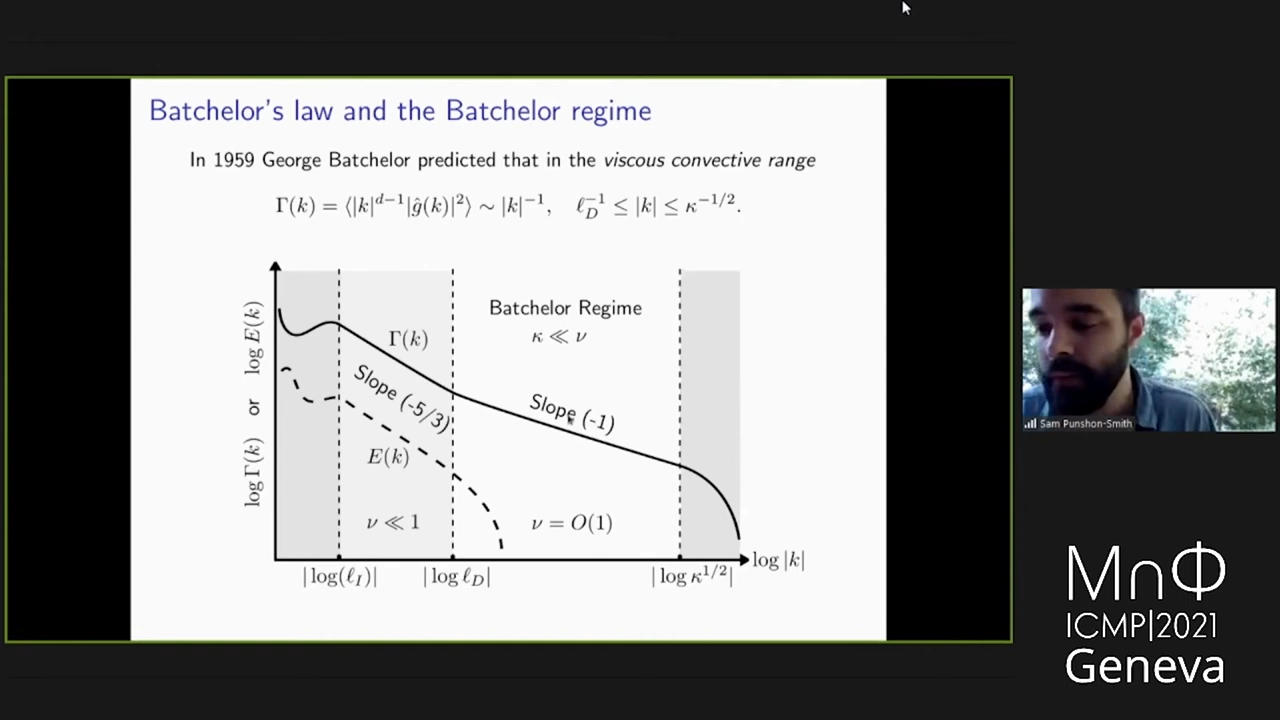 Batchelor's law and the Batchelor regime
In 1959 George Batchelor predicted that in the viscous convective range
Γ(k) = ⟨|k|^{d−1}|ĝ(k)|^2⟩ ∼ |k|^{−1}, ℓ_D^{−1} ≤ |k| ≤ κ^{−1/2}.
log Γ(k) or log E(k)
Batchelor Regime
κ ≪ ν
Γ(k)
Slope (-5/3)
Slope (-1)
E(k)
ν ≪ 1
ν = O(1)
log |k|
| log(ℓ_I)|
| log ℓ_D|
| log κ^{1/2}|
Sam Punshon-Smith
MnΦ
ICMP|2021
Geneva